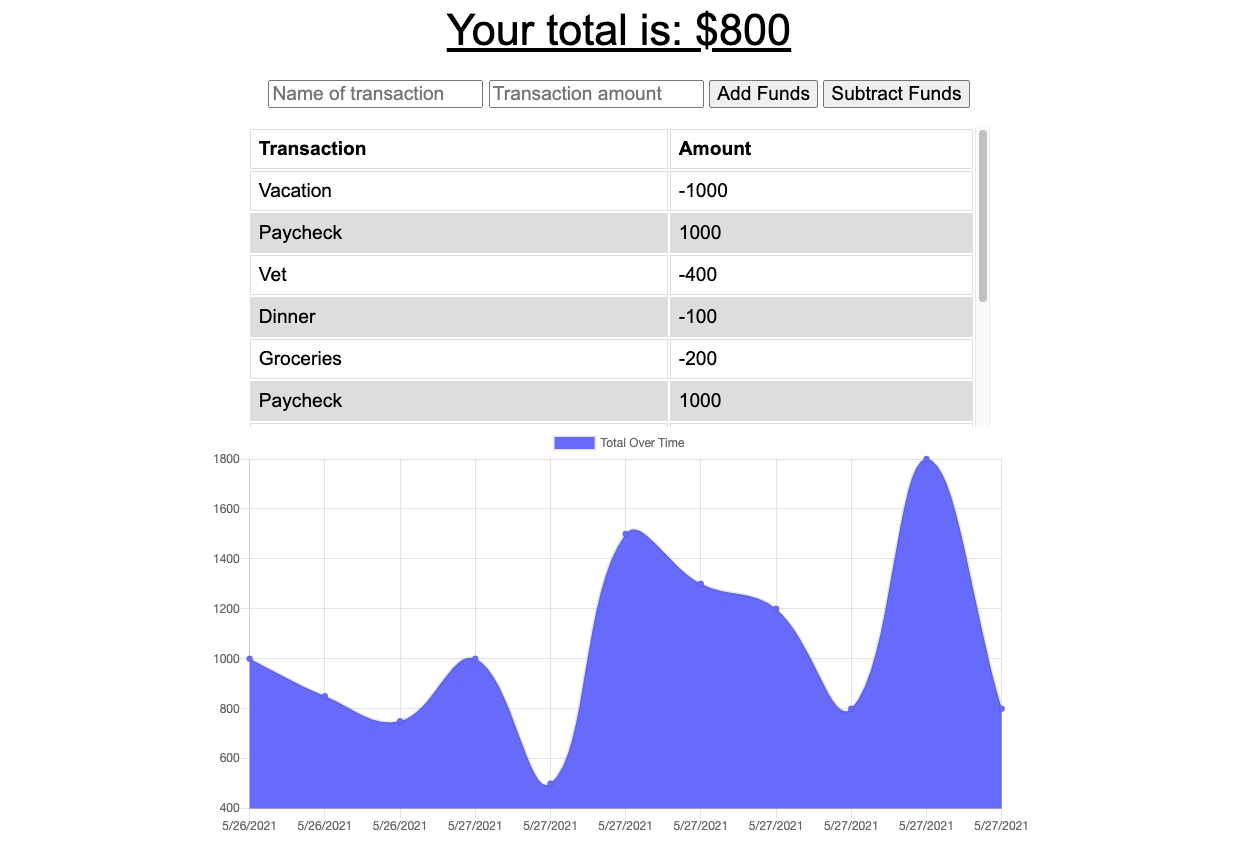 Your total is: $800
Name of transaction Transaction amount Add Funds Subtract Funds
Transaction Amount
Vacation -1000
Paycheck 1000
Vet -400
Dinner -100
Groceries -200
Paycheck 1000
Total Over Time
1800
1600
1400
1200
1000
800
600
400
5/26/2021 5/26/2021 5/26/2021 5/27/2021 5/27/2021 5/27/2021 5/27/2021 5/27/2021 5/27/2021 5/27/2021 5/27/2021